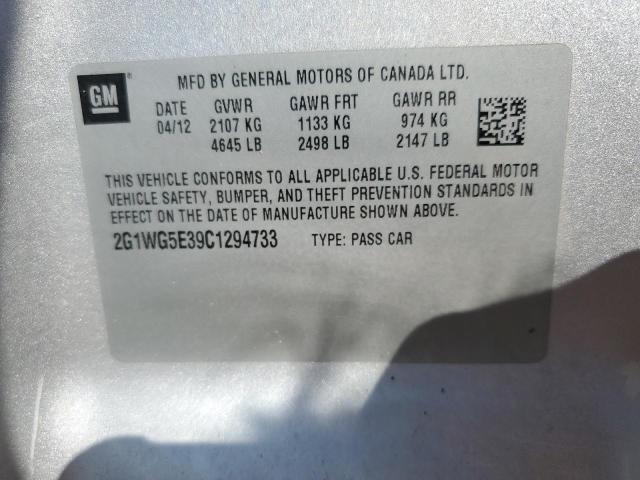 GM
MFD BY GENERAL MOTORS OF CANADA LTD.
DATE GVWR GAWR FRT GAWR RR
04/12 2107 KG 1133 KG 974 KG
4645 LB 2498 LB 2147 LB
THIS VEHICLE CONFORMS TO ALL APPLICABLE U.S. FEDERAL MOTOR
VEHICLE SAFETY, BUMPER, AND THEFT PREVENTION STANDARDS IN
EFFECT ON THE DATE OF MANUFACTURE SHOWN ABOVE.
2G1WG5E39C1294733 TYPE: PASS CAR